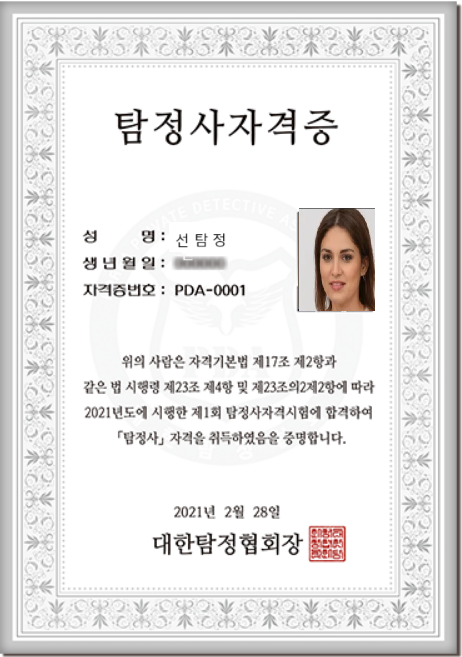 탐정사자격증
PRIVATE DETECTIVE A
성 명 : 선 탐 정
생 년 월 일 :
자격증번호 : PDA-0001
위의 사람은 자격기본법 제17조 제2항과
같은 법 시행령 제23조 제4항 및 제23조의2제2항에 따라
2021년도에 시행한 제1회 탐정사자격시험에 합격하여
「탐정사」 자격을 취득하였음을 증명합니다.
2021년 2월 28일
대한탐정협회장